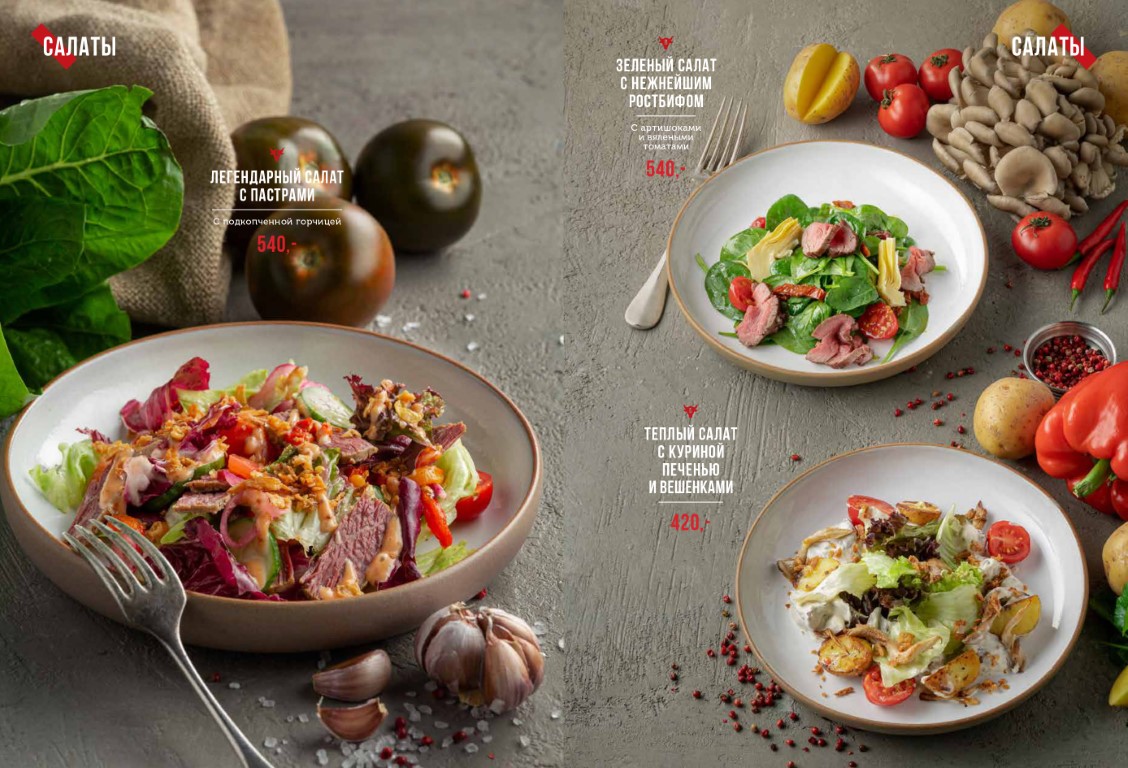 САЛАТЫ
ЛЕГЕНДАРНЫЙ САЛАТ
С ПАСТРАМИ
С подкопченной горчицей
540,-
ЗЕЛЕНЫЙ САЛАТ
С НЕЖНЕЙШИМ
РОСТБИФОМ
С артишоками
и вялеными
томатами
540,-
ТЕПЛЫЙ САЛАТ
С КУРИНОЙ
ПЕЧЕНЬЮ
И ВЕШЕНКАМИ
420,-
САЛАТЫ